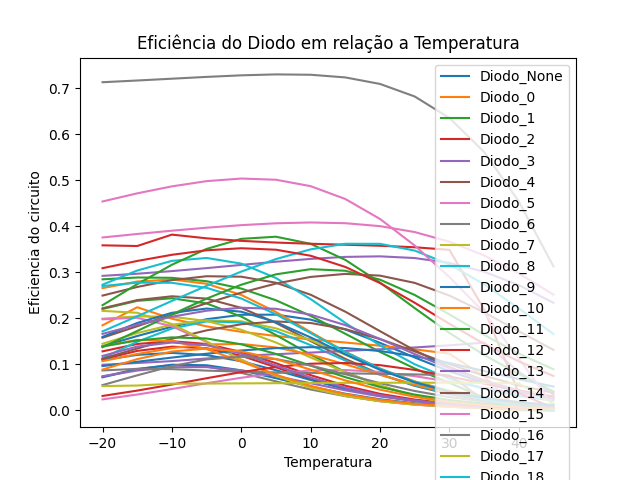 Eficiência do Diodo em relação a Temperatura
Eficiencia do circuito
0.7
0.6
0.5
0.4
0.3
0.2
0.1
0.0
−20
−10
0
10
20
30
40
Temperatura
Diodo_None
Diodo_0
Diodo_1
Diodo_2
Diodo_3
Diodo_4
Diodo_5
Diodo_6
Diodo_7
Diodo_8
Diodo_9
Diodo_10
Diodo_11
Diodo_12
Diodo_13
Diodo_14
Diodo_15
Diodo_16
Diodo_17
Diodo_18